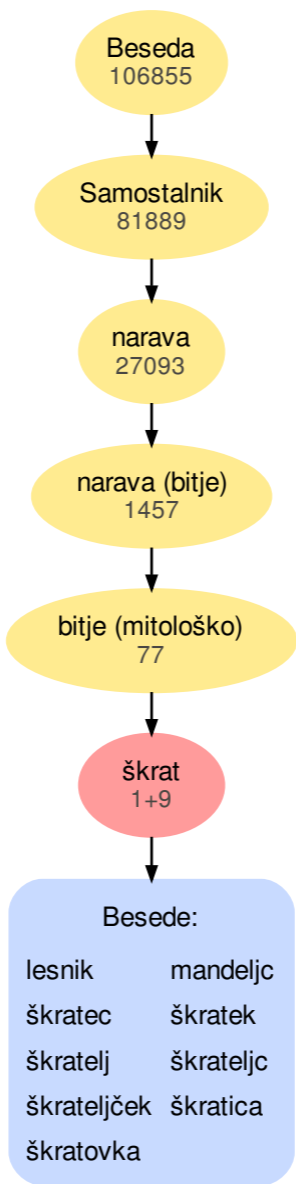 Beseda
106855
Samostalnik
81889
narava
27093
narava (bitje)
1457
bitje (mitološko)
77
škrat
1+9
Besede:
lesnik mandeljc
škratec škratek
škratelj škrateljc
škrateljček škratica
škratovka